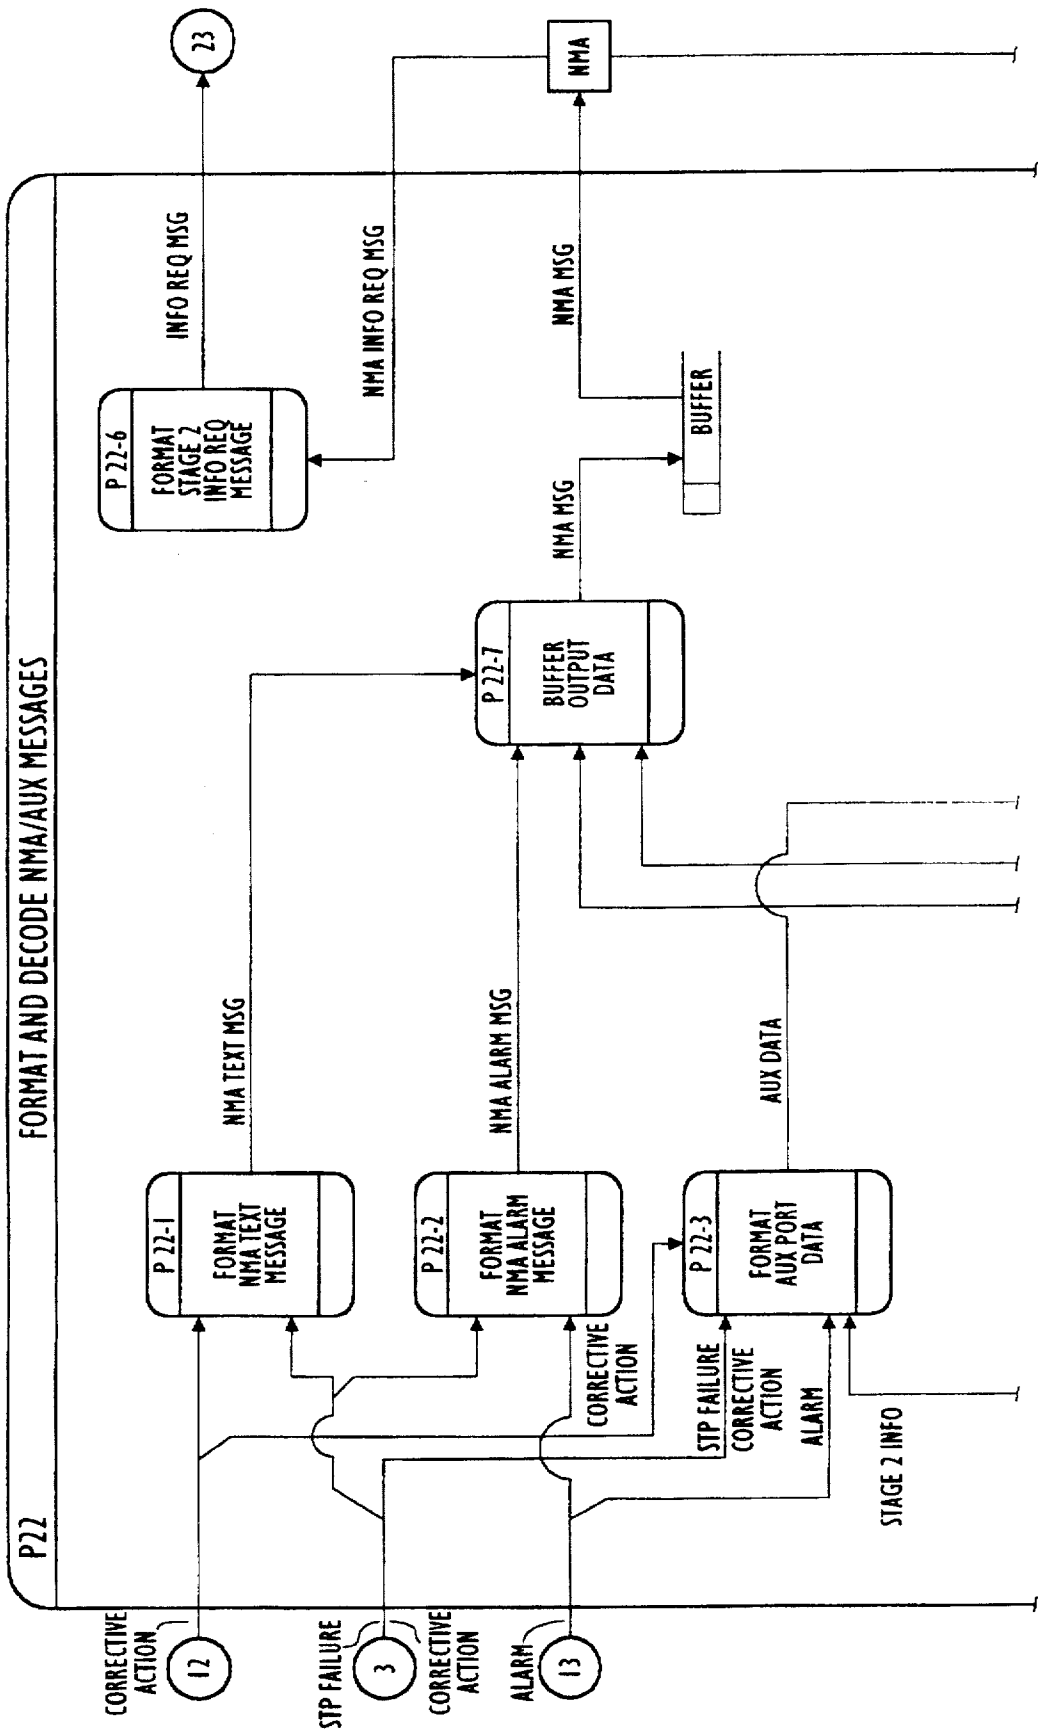 P22
FORMAT AND DECODE NMA/AUX MESSAGES
CORRECTIVE
ACTION
12
STP FAILURE
3
CORRECTIVE
ACTION
ALARM
13
P 22-1
FORMAT
NMA TEXT
MESSAGE
NMA TEXT MSG
P 22-2
FORMAT
NMA ALARM
MESSAGE
NMA ALARM MSG
CORRECTIVE
ACTION
STP FAILURE
CORRECTIVE
ACTION
ALARM
STAGE 2 INFO
P 22-3
FORMAT
AUX PORT
DATA
AUX DATA
P 22-7
BUFFER
OUTPUT
DATA
NMA MSG
BUFFER
NMA MSG
P 22-6
FORMAT
STAGE 2
INFO REQ
MESSAGE
INFO REQ MSG
NMA INFO REQ MSG
23
NMA